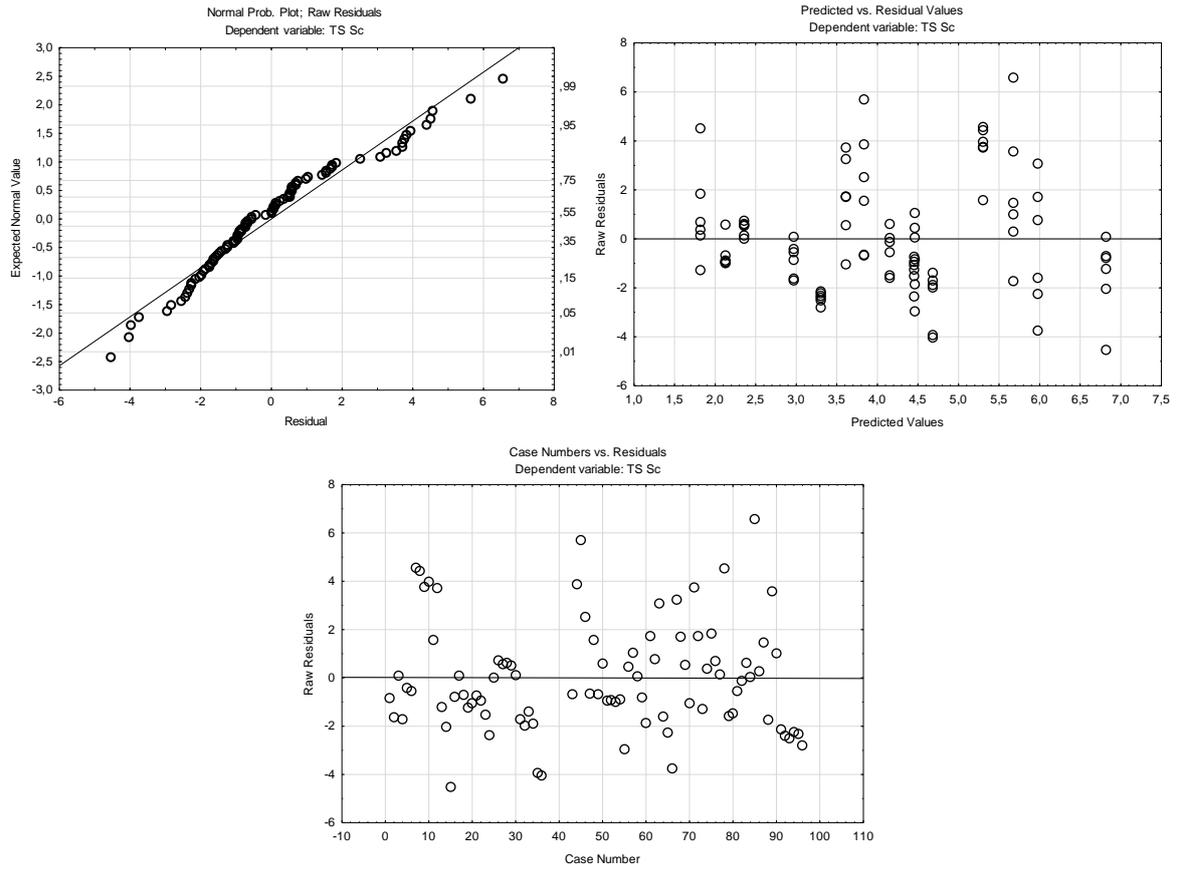 Normal Prob. Plot; Raw Residuals
Dependent variable: TS Sc
3,0
2,5
2,0
1,5
1,0
0,5
0,0
-0,5
-1,0
-1,5
-2,0
-2,5
-3,0
Expected Normal Value
,99
,95
,75
,55
,35
,15
,05
,01
-6 -4 -2 0 2 4 6 8
Residual
Predicted vs. Residual Values
Dependent variable: TS Sc
8
6
4
2
0
-2
-4
-6
Raw Residuals
1,0 1,5 2,0 2,5 3,0 3,5 4,0 4,5 5,0 5,5 6,0 6,5 7,0 7,5
Predicted Values
Case Numbers vs. Residuals
Dependent variable: TS Sc
8
6
4
2
0
-2
-4
-6
Raw Residuals
-10 0 10 20 30 40 50 60 70 80 90 100 110
Case Number